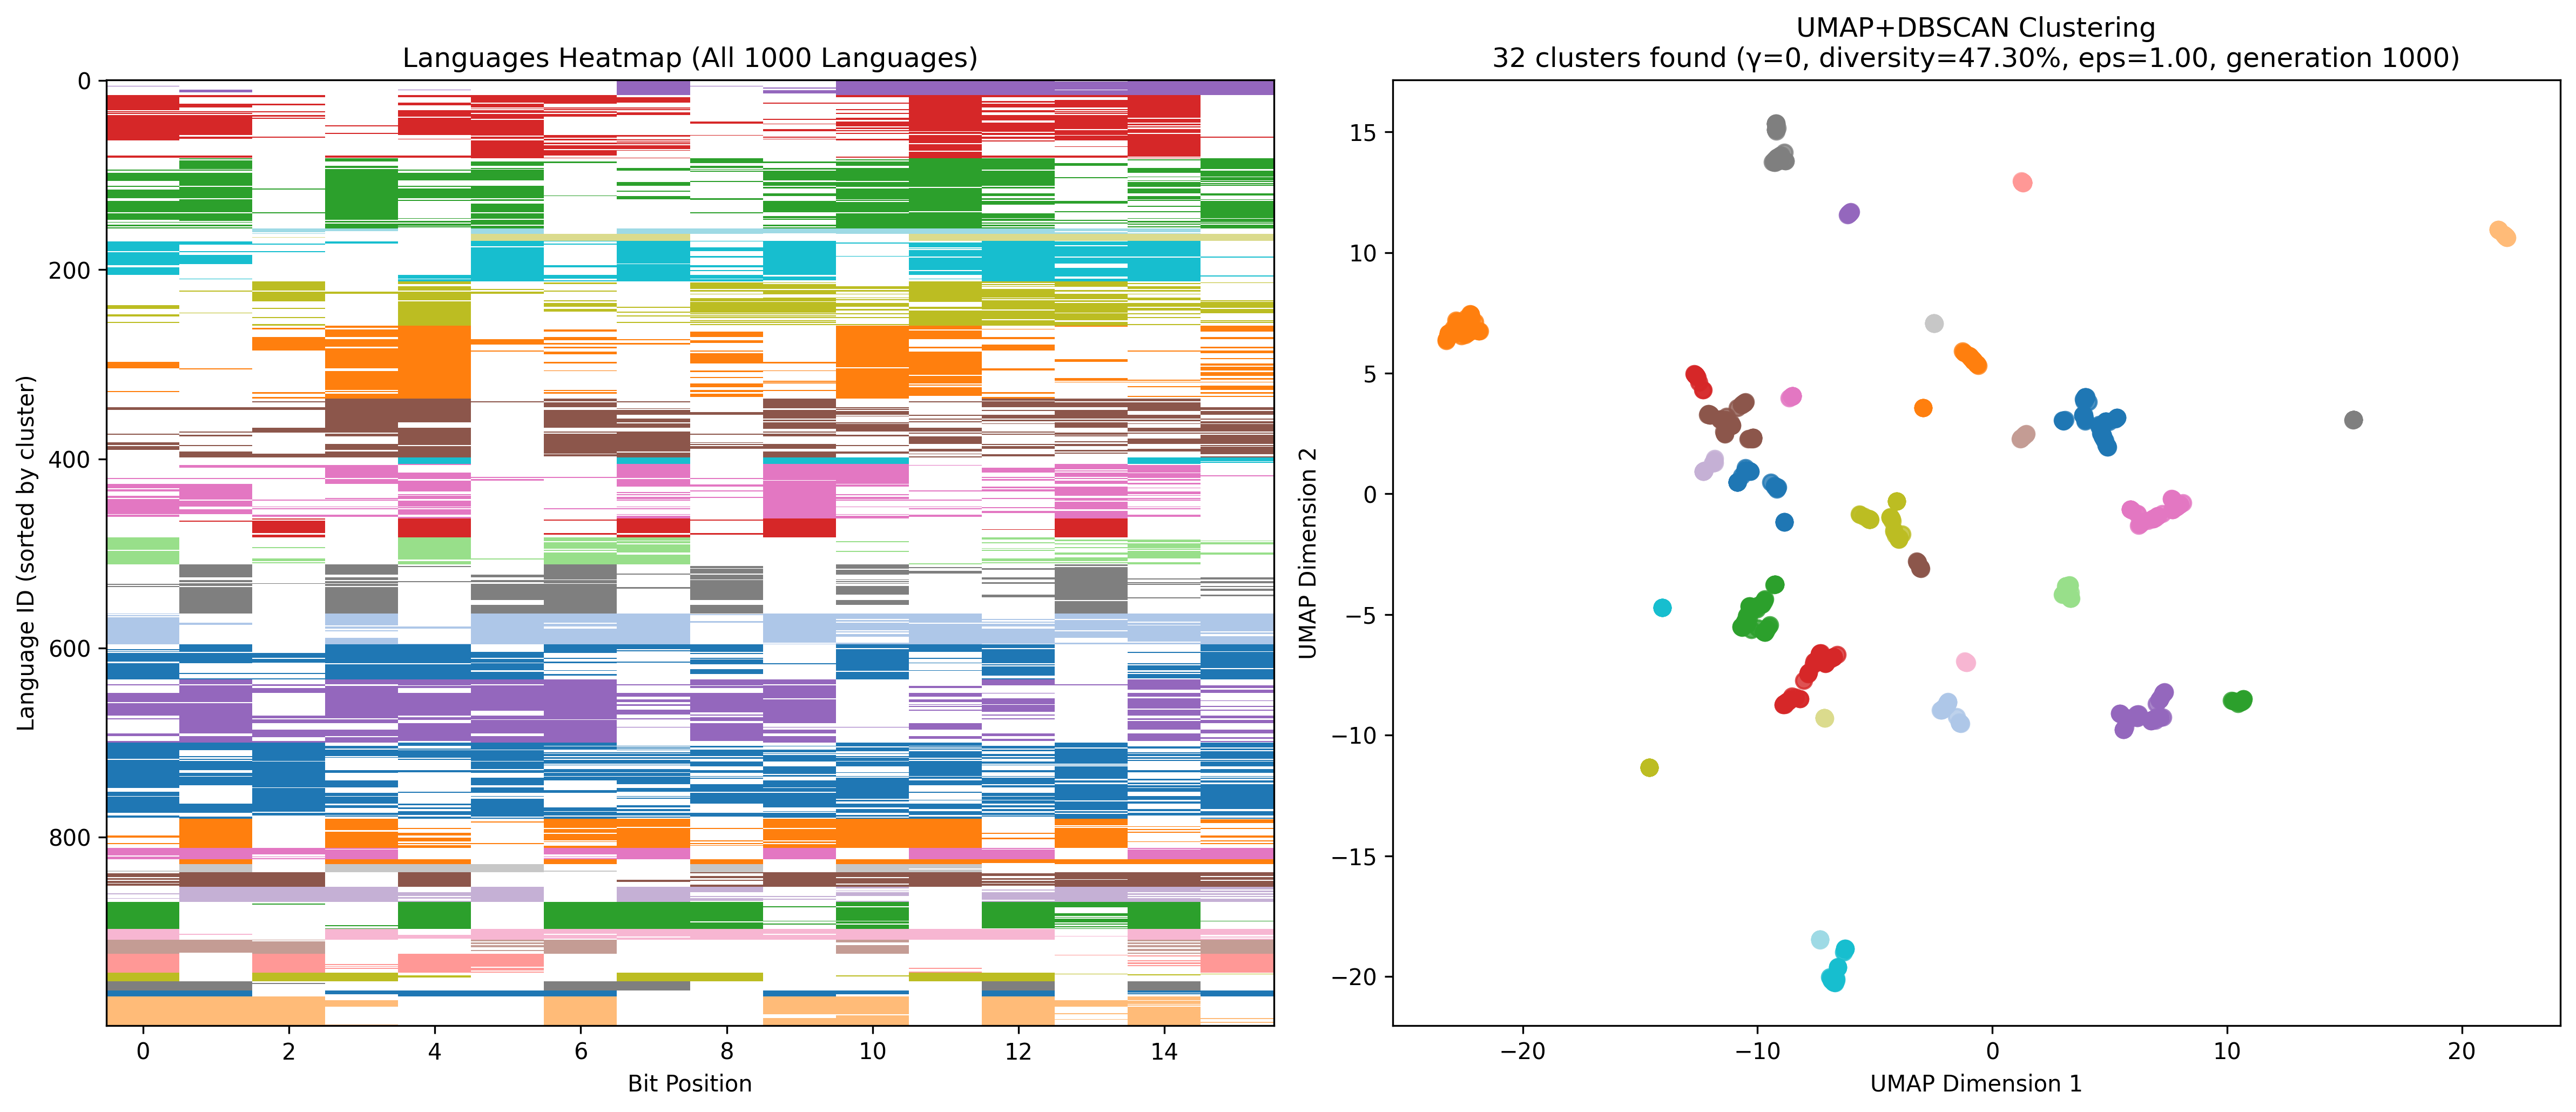 Languages Heatmap (All 1000 Languages)
0
200
400
600
800
Language ID (sorted by cluster)
0 2 4 6 8 10 12 14
Bit Position
UMAP+DBSCAN Clustering
32 clusters found (γ=0, diversity=47.30%, eps=1.00, generation 1000)
15
10
5
0
−5
−10
−15
−20
UMAP Dimension 2
−20 −10 0 10 20
UMAP Dimension 1